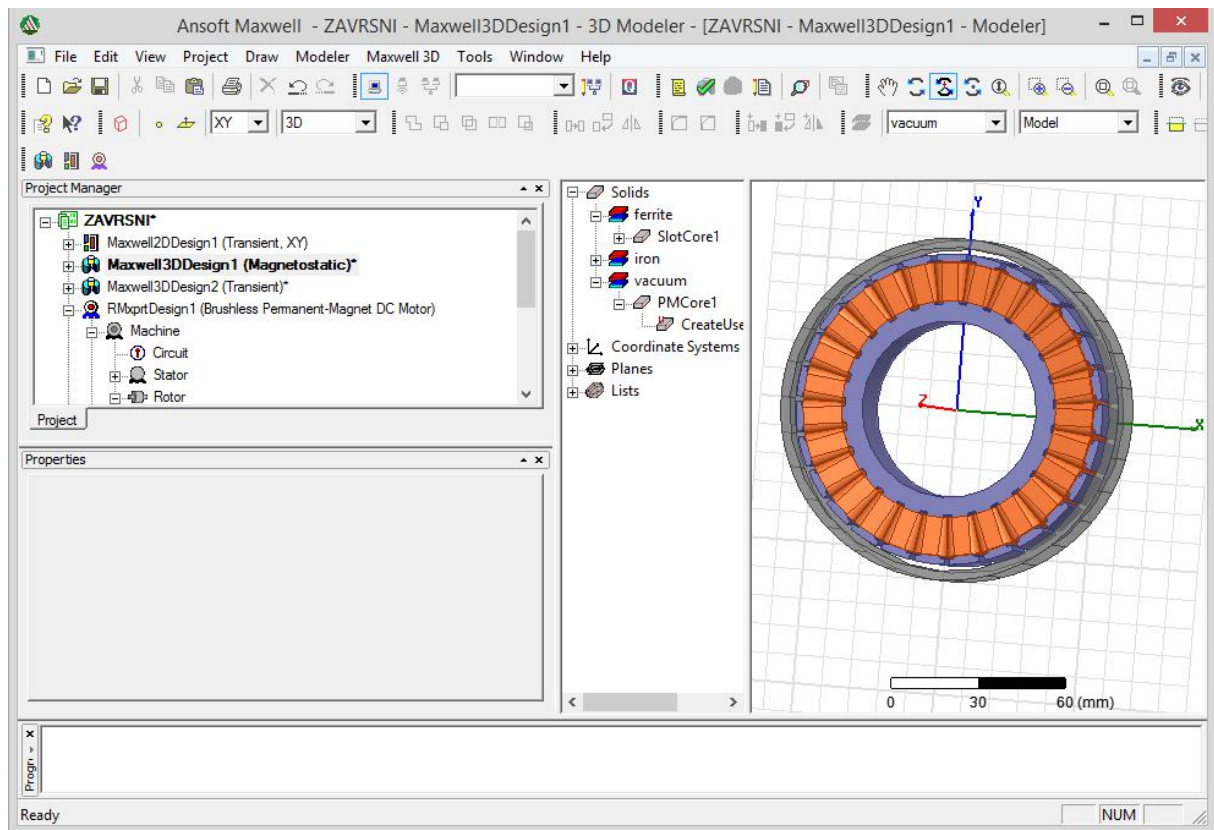 Ansoft Maxwell - ZAVRSNI - Maxwell3DDesign1 - 3D Modeler - [ZAVRSNI - Maxwell3DDesign1 - Modeler]
File Edit View Project Draw Modeler Maxwell 3D Tools Window Help
XY 3D vacuum Model
Project Manager
ZAVRSNI*
Maxwell2DDesign1 (Transient, XY)
Maxwell3DDesign1 (Magnetostatic)*
Maxwell3DDesign2 (Transient)*
RMxprtDesign1 (Brushless Permanent-Magnet DC Motor)
Machine
Circuit
Stator
Rotor
Project
Properties
Solids
ferrite
SlotCore1
iron
vacuum
PMCore1
CreateUse
Coordinate Systems
Planes
Lists
Y
Z
X
0 30 60 (mm)
Progr
Ready
NUM